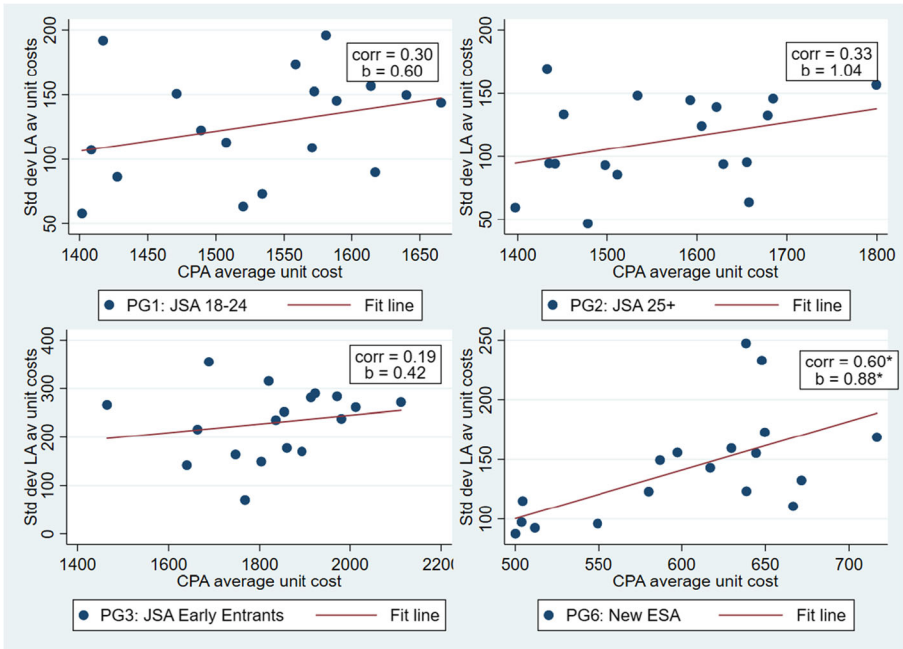 Std dev LA av unit costs
200
150
100
50
corr = 0.30
b = 0.60
1400 1450 1500 1550 1600 1650
CPA average unit cost
PG1: JSA 18-24 Fit line
Std dev LA av unit costs
200
150
100
50
corr = 0.33
b = 1.04
1400 1500 1600 1700 1800
CPA average unit cost
PG2: JSA 25+ Fit line
Std dev LA av unit costs
400
300
200
100
0
corr = 0.19
b = 0.42
1400 1600 1800 2000 2200
CPA average unit cost
PG3: JSA Early Entrants Fit line
Std dev LA av unit costs
250
200
150
100
corr = 0.60*
b = 0.88*
500 550 600 650 700
CPA average unit cost
PG6: New ESA Fit line